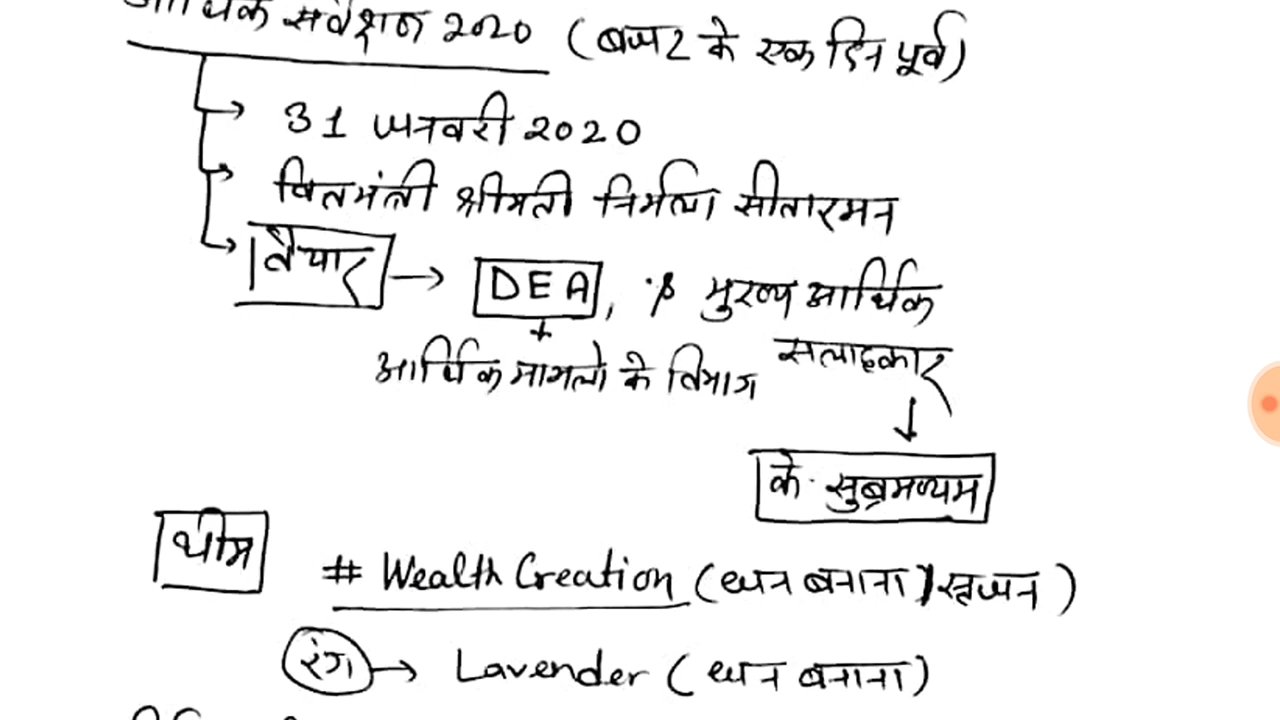 आर्थिक सर्वेक्षण 2020 (बजट के एक दिन पूर्व)
31 जनवरी 2020
वितमंत्री श्रीमती निर्मला सीतारमन
तैयार → DEA, मुख्य आर्थिक
सलाहकार
आर्थिक मामलो के विभाग
के. सुब्रमण्यम
थीम
# Wealth Creation (धन बनाना / सृजन)
रंग → Lavender (धन बनाना)